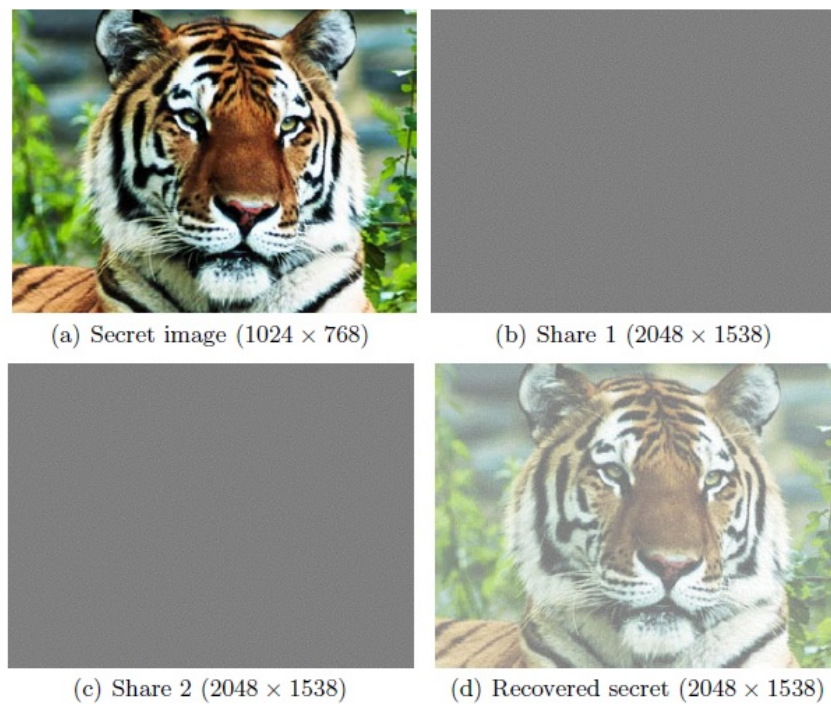 (a) Secret image (1024 × 768)
(b) Share 1 (2048 × 1538)
(c) Share 2 (2048 × 1538)
(d) Recovered secret (2048 × 1538)